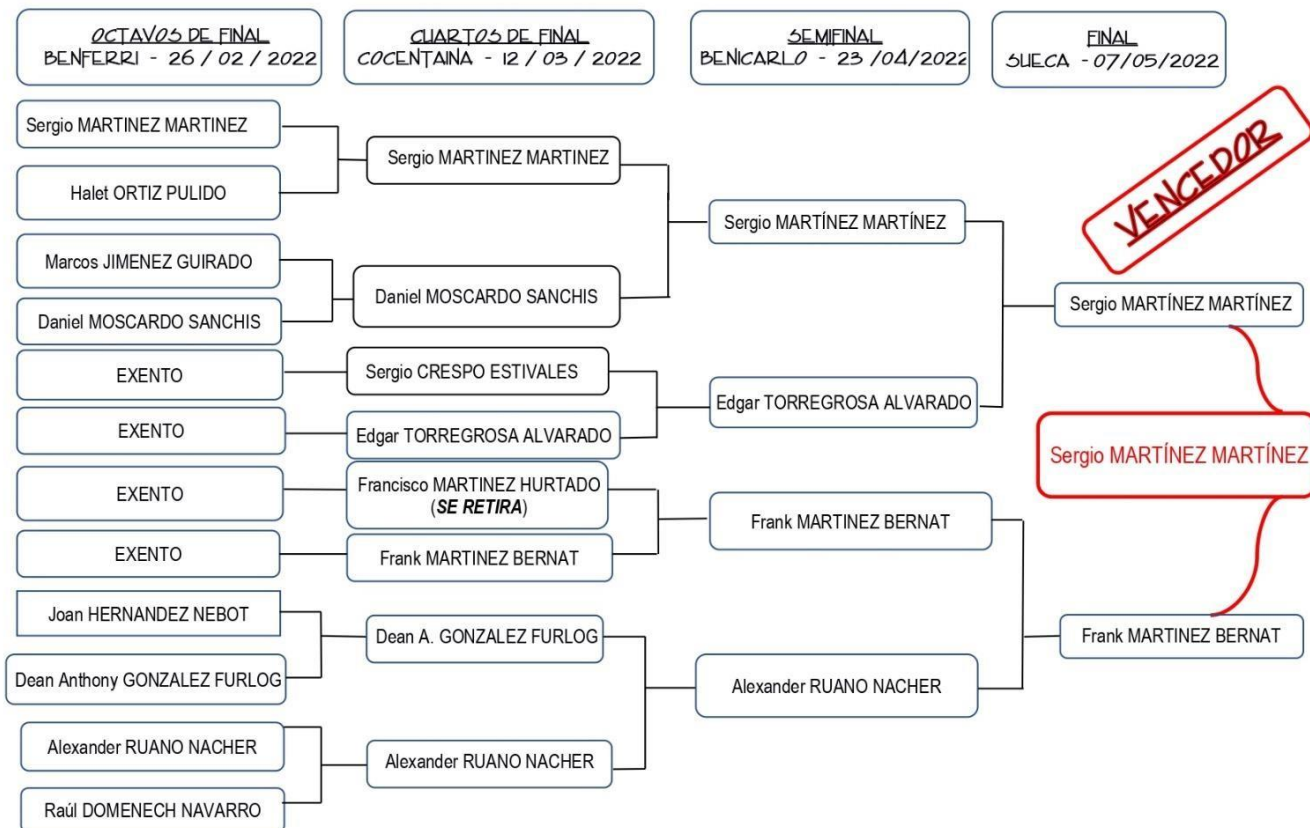 OCTAVOS DE FINAL
BENFERRI - 26 / 02 / 2022
CUARTOS DE FINAL
COCENTAINA - 12 / 03 / 2022
SEMIFINAL
BENICARLO - 23 /04/2022
FINAL
SUECA - 07/05/2022
Sergio MARTINEZ MARTINEZ
Halet ORTIZ PULIDO
Marcos JIMENEZ GUIRADO
Daniel MOSCARDO SANCHIS
EXENTO
EXENTO
EXENTO
EXENTO
Joan HERNANDEZ NEBOT
Dean Anthony GONZALEZ FURLOG
Alexander RUANO NACHER
Raúl DOMENECH NAVARRO
Sergio MARTINEZ MARTINEZ
Daniel MOSCARDO SANCHIS
Sergio CRESPO ESTIVALES
Edgar TORREGROSA ALVARADO
Francisco MARTINEZ HURTADO
(SE RETIRA)
Frank MARTINEZ BERNAT
Dean A. GONZALEZ FURLOG
Alexander RUANO NACHER
Sergio MARTÍNEZ MARTÍNEZ
Edgar TORREGROSA ALVARADO
Frank MARTINEZ BERNAT
Alexander RUANO NACHER
VENCEDOR
Sergio MARTÍNEZ MARTÍNEZ
Sergio MARTÍNEZ MARTÍNEZ
Frank MARTINEZ BERNAT